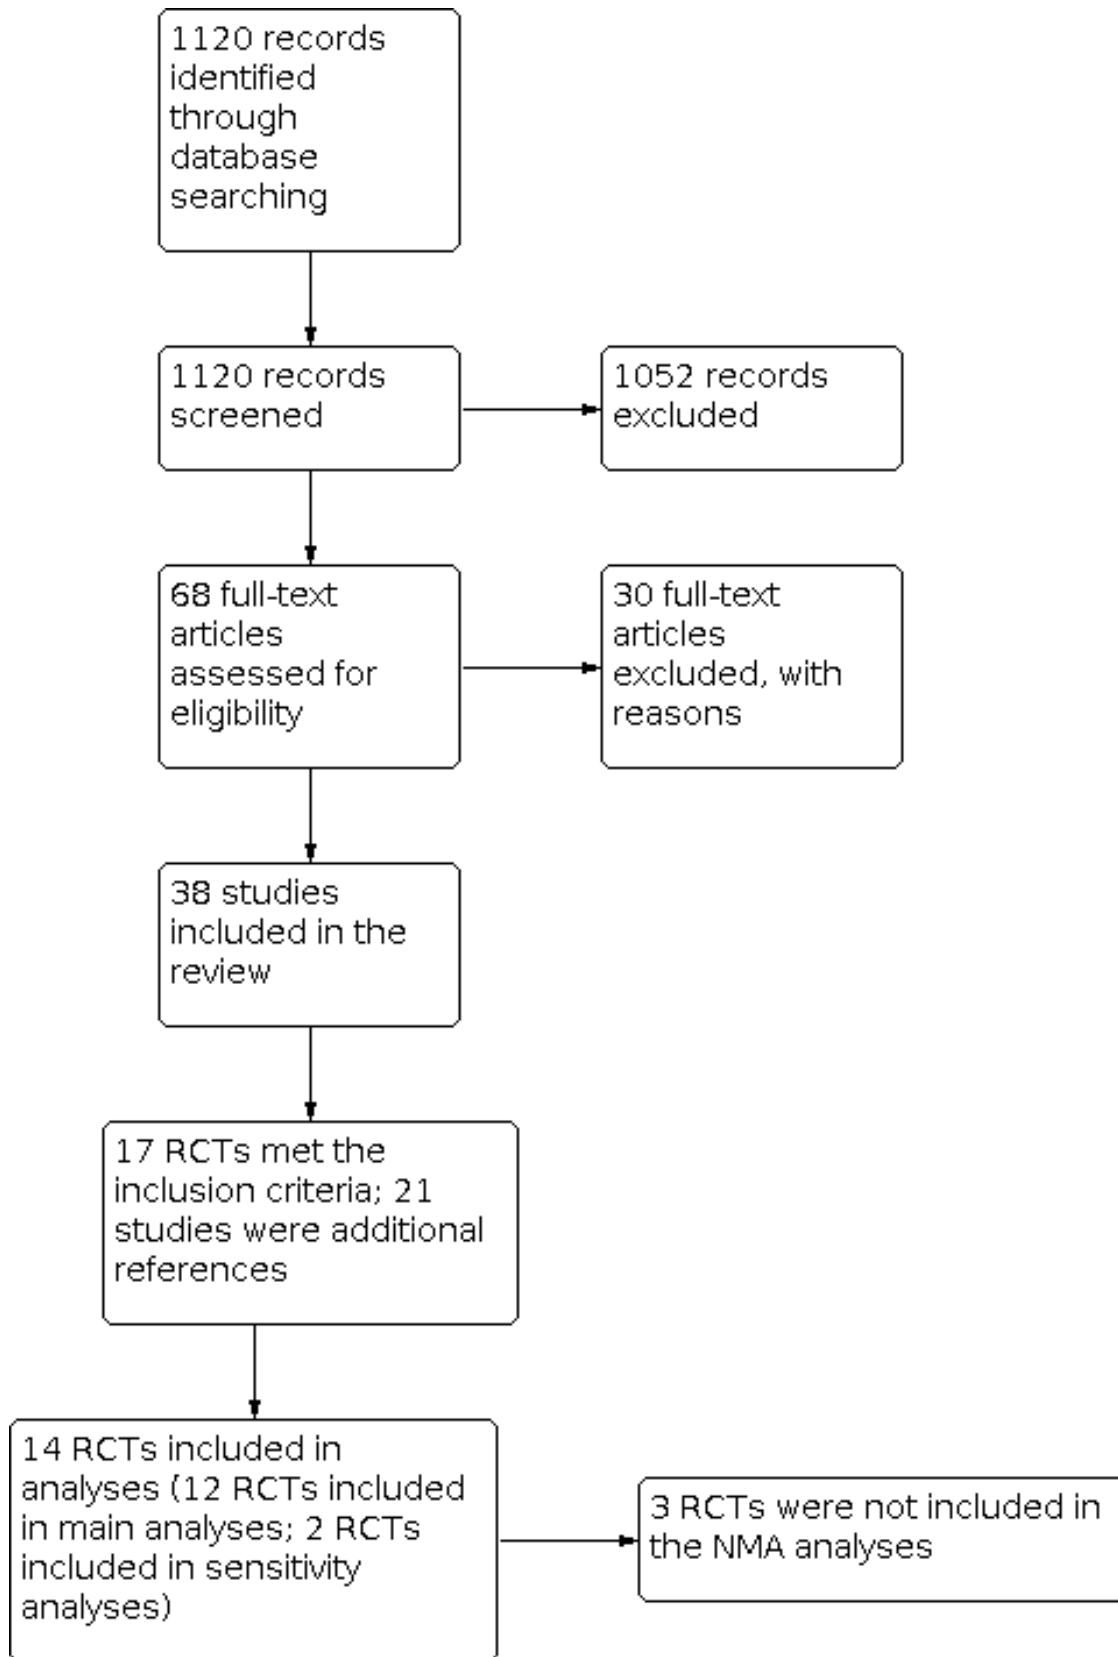 1120 records
identified
through
database
searching
1120 records
screened
1052 records
excluded
68 full-text
articles
assessed for
eligibility
30 full-text
articles
excluded, with
reasons
38 studies
included in the
review
17 RCTs met the
inclusion criteria; 21
studies were additional
references
14 RCTs included in
analyses (12 RCTs included
in main analyses; 2 RCTs
included in sensitivity
analyses)
3 RCTs were not included in
the NMA analyses